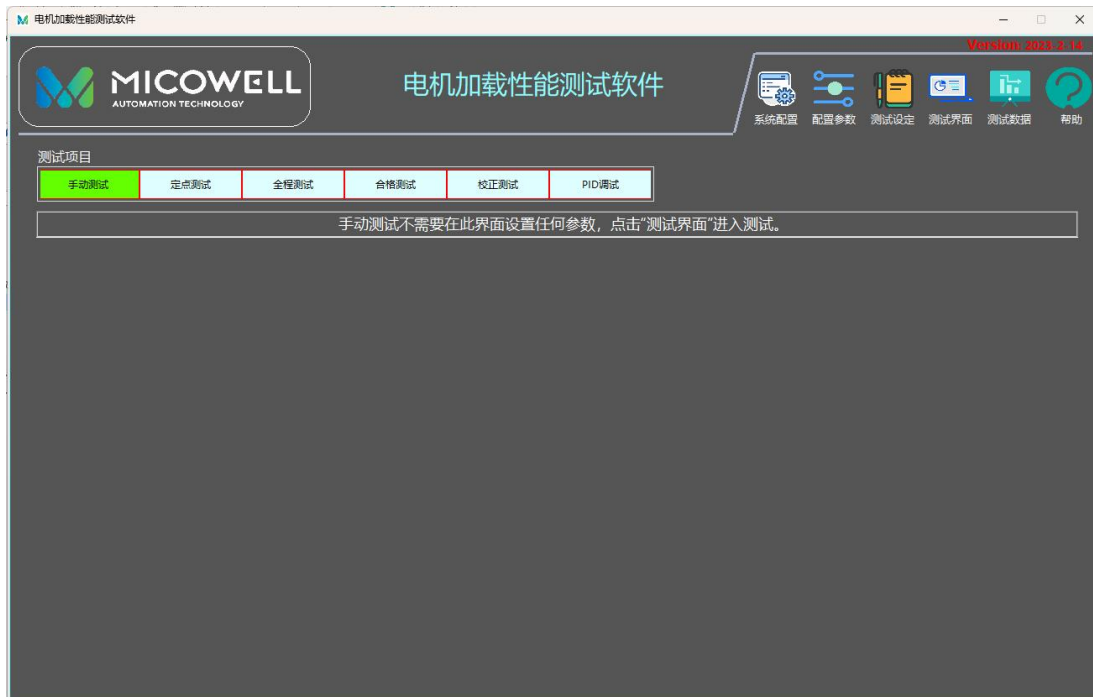 电机加载性能测试软件
Version: 2023-2-14
MICOWELL
AUTOMATION TECHNOLOGY
电机加载性能测试软件
系统配置 配置参数 测试设定 测试界面 测试数据 帮助
测试项目
手动测试 定点测试 全程测试 合格测试 校正测试 PID调试
手动测试不需要在此界面设置任何参数，点击“测试界面”进入测试。